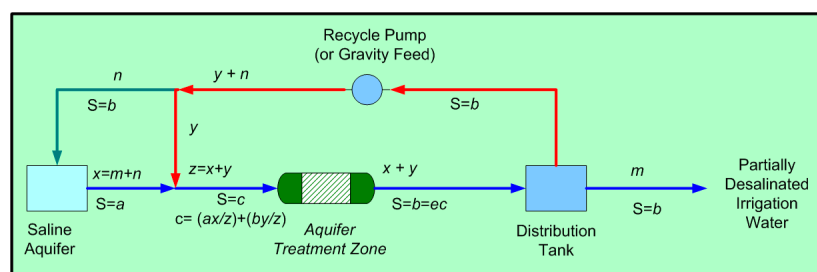 Recycle Pump
(or Gravity Feed)
n
y + n
S=b
S=b
y
x=m+n
z=x+y
x + y
m
S=a
S=c
S=b=ec
S=b
c= (ax/z)+(by/z)
Saline
Aquifer
Aquifer
Treatment Zone
Distribution
Tank
Partially
Desalinated
Irrigation
Water